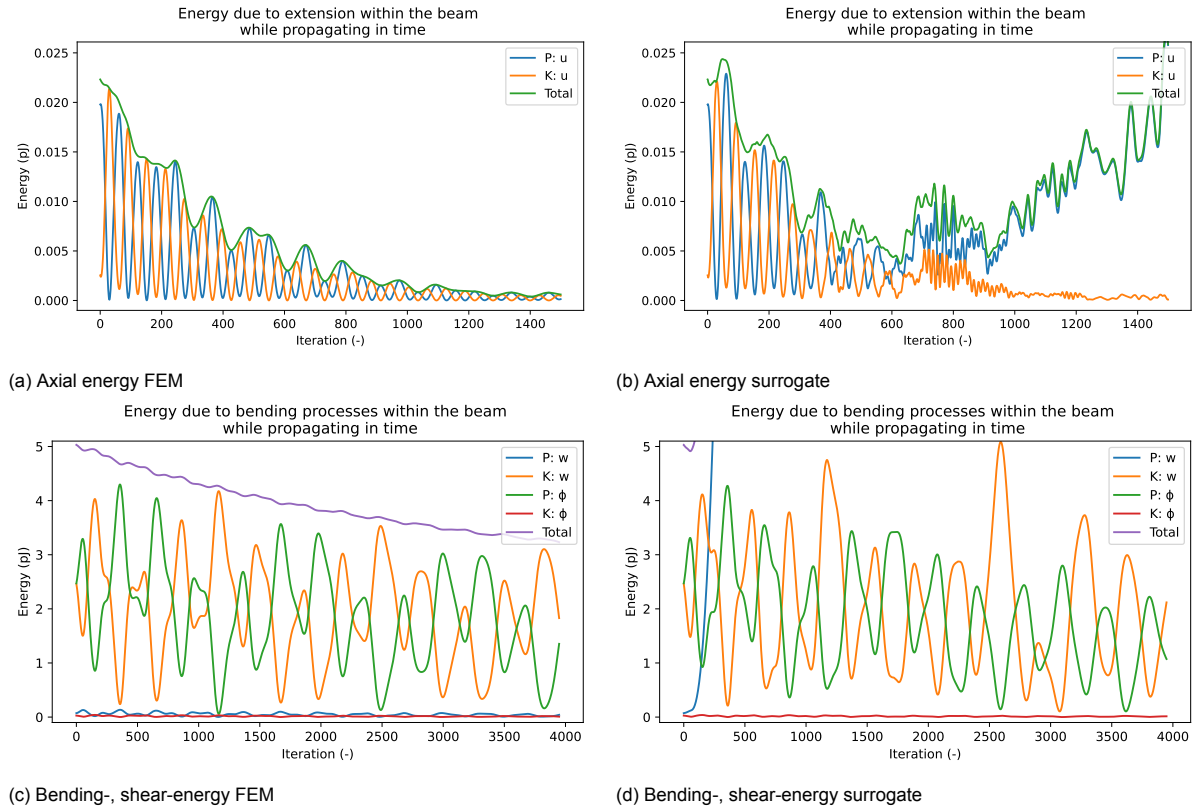 Energy due to extension within the beam
while propagating in time
Energy (pJ)
0.025
0.020
0.015
0.010
0.005
0.000
P: u
K: u
Total
0 200 400 600 800 1000 1200 1400
Iteration (-)
(a) Axial energy FEM
Energy due to extension within the beam
while propagating in time
Energy (pJ)
0.025
0.020
0.015
0.010
0.005
0.000
P: u
K: u
Total
0 200 400 600 800 1000 1200 1400
Iteration (-)
(b) Axial energy surrogate
Energy due to bending processes within the beam
while propagating in time
Energy (pJ)
5
4
3
2
1
0
P: w
K: w
P: ϕ
K: ϕ
Total
0 500 1000 1500 2000 2500 3000 3500 4000
Iteration (-)
(c) Bending-, shear-energy FEM
Energy due to bending processes within the beam
while propagating in time
Energy (pJ)
5
4
3
2
1
0
P: w
K: w
P: ϕ
K: ϕ
Total
0 500 1000 1500 2000 2500 3000 3500 4000
Iteration (-)
(d) Bending-, shear-energy surrogate